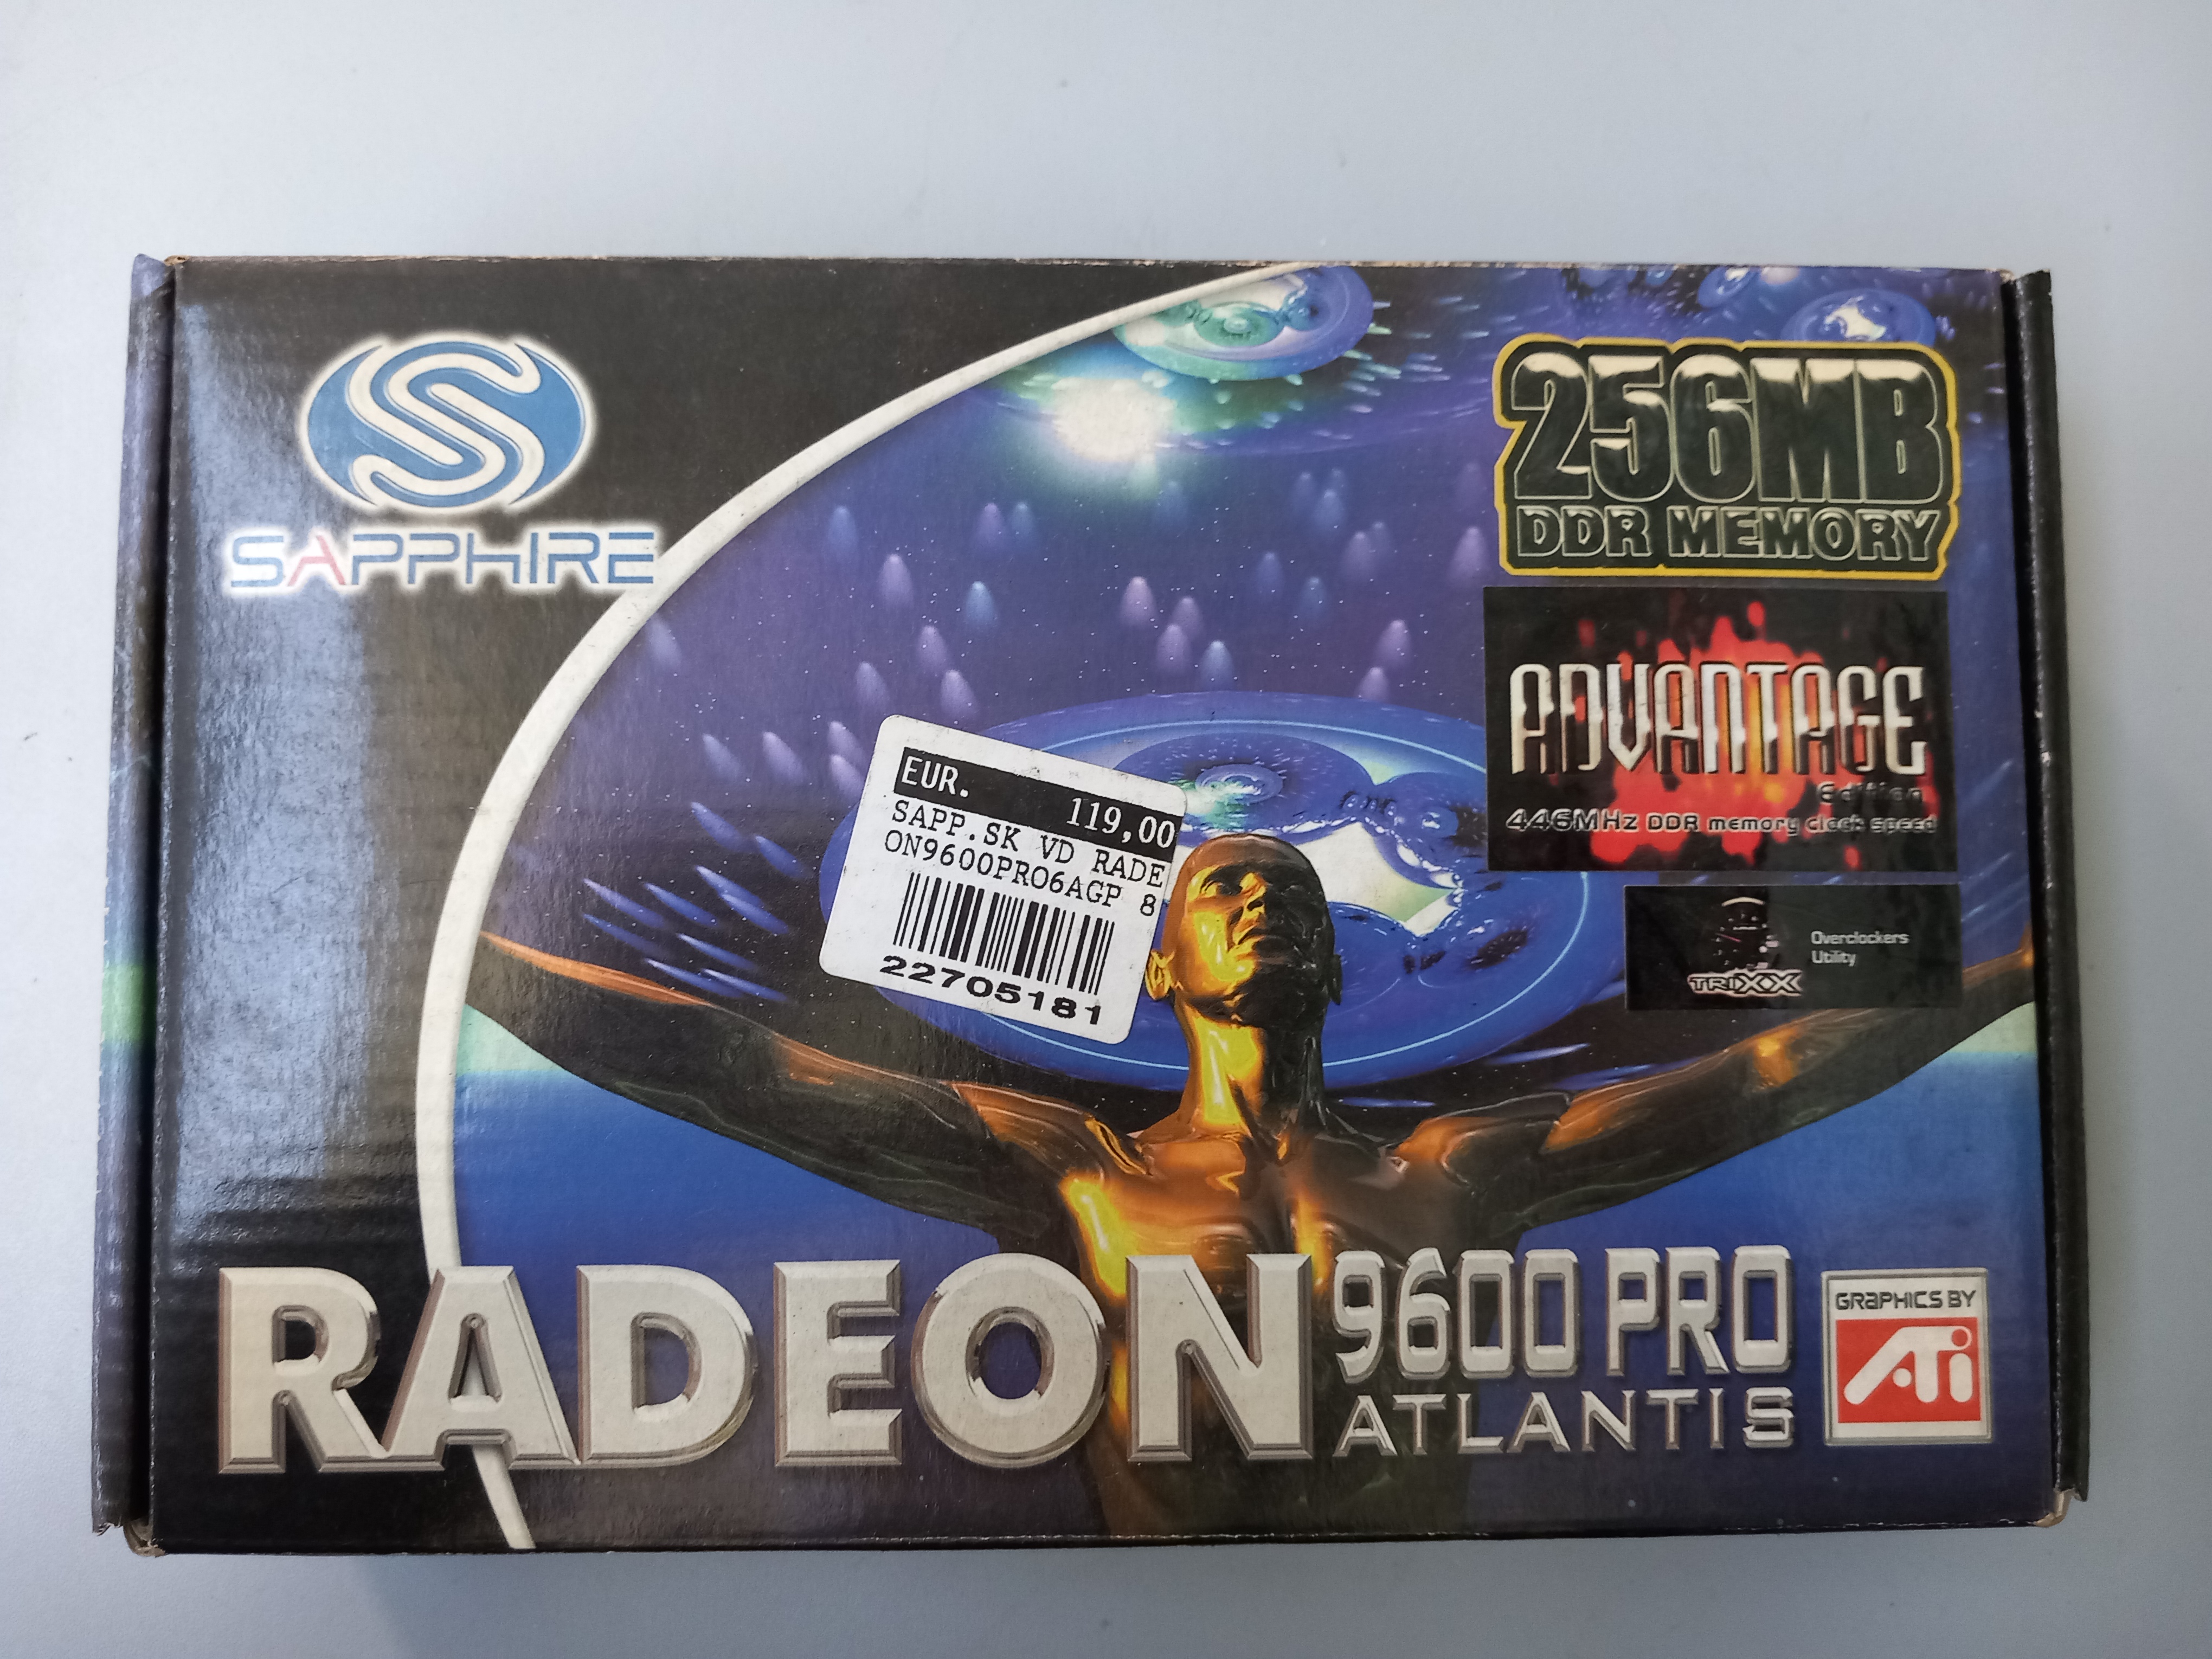 SAPPHIRE
256MB
DDR MEMORY
ADVANTAGE
Edition
446MHz DDR memory clock speed
Overclockers
Utility
TRIXX
EUR. 119,00
SAPP.SK VD RADE
ON9600PRO6AGP 8
22705181
RADEON 9600 PRO
ATLANTIS
GRAPHICS BY
ATi